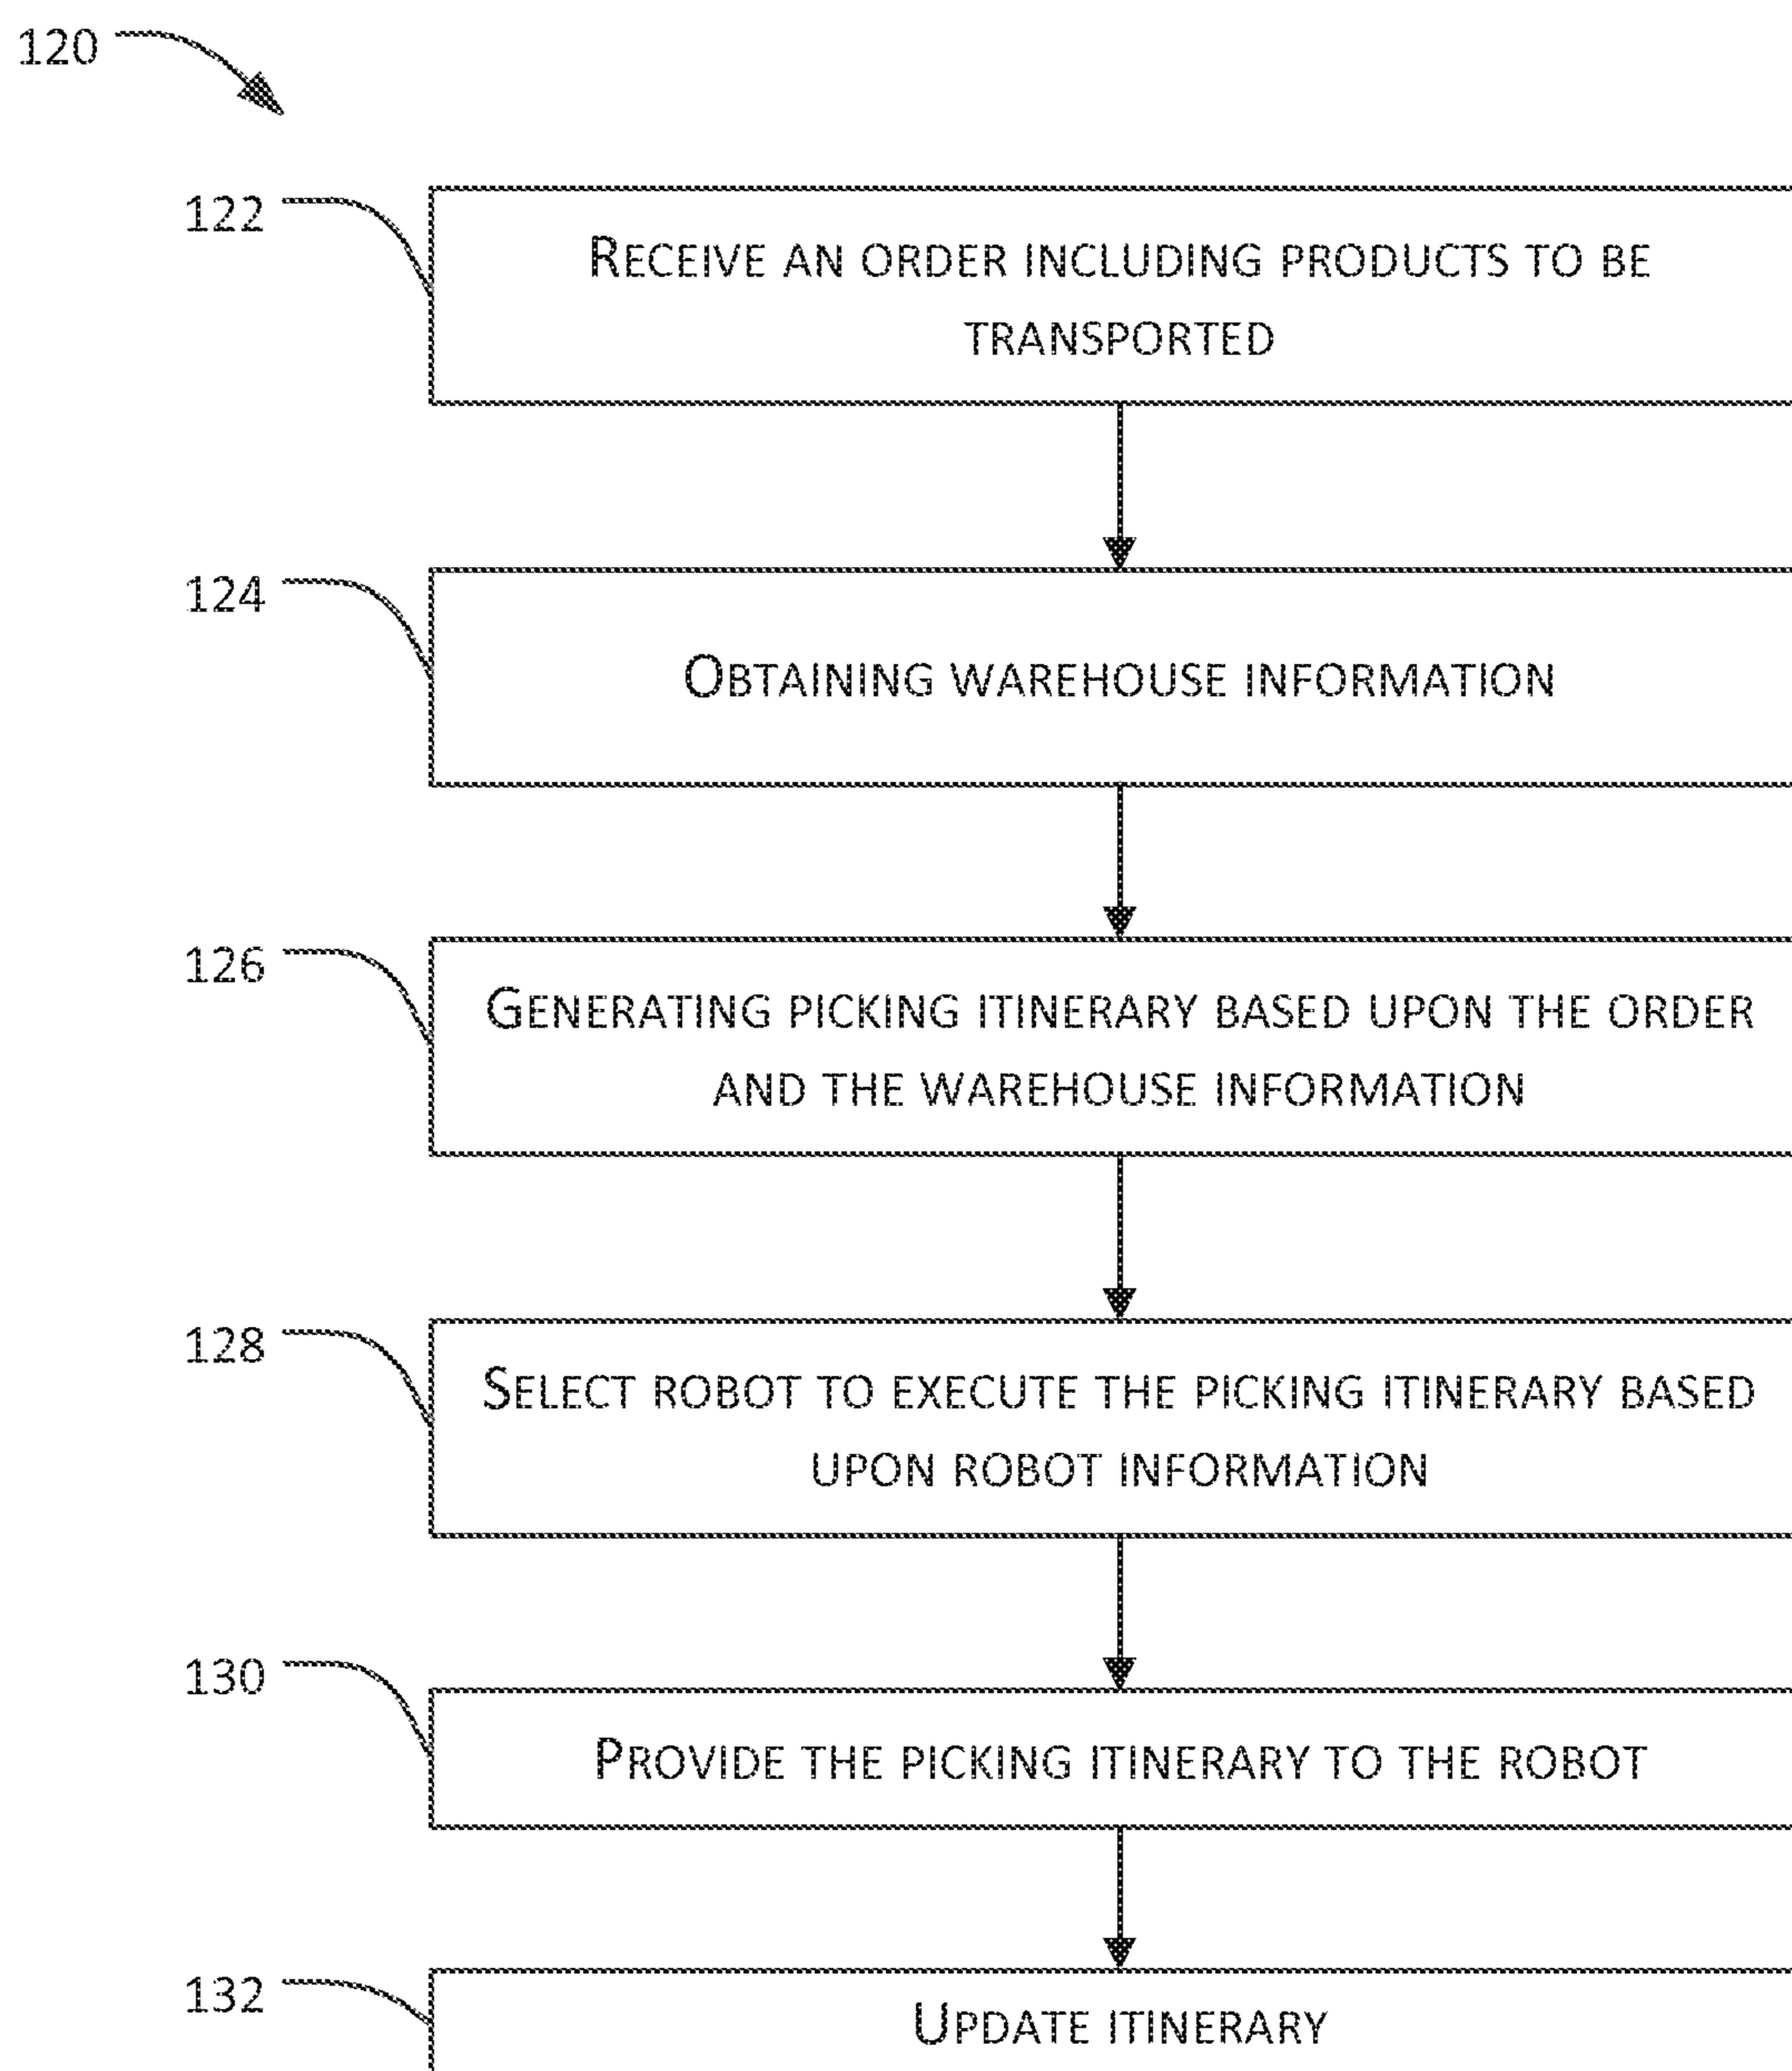 120
122
RECEIVE AN ORDER INCLUDING PRODUCTS TO BE
TRANSPORTED
124
OBTAINING WAREHOUSE INFORMATION
126
GENERATING PICKING ITINERARY BASED UPON THE ORDER
AND THE WAREHOUSE INFORMATION
128
SELECT ROBOT TO EXECUTE THE PICKING ITINERARY BASED
UPON ROBOT INFORMATION
130
PROVIDE THE PICKING ITINERARY TO THE ROBOT
132
UPDATE ITINERARY